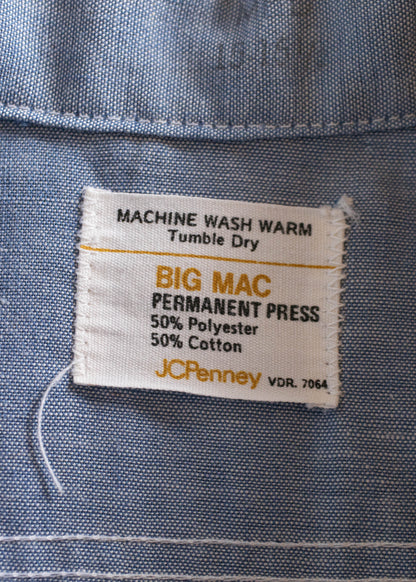 MACHINE WASH WARM
Tumble Dry
BIG MAC
PERMANENT PRESS
50% Polyester
50% Cotton
JCPenney VDR. 7064